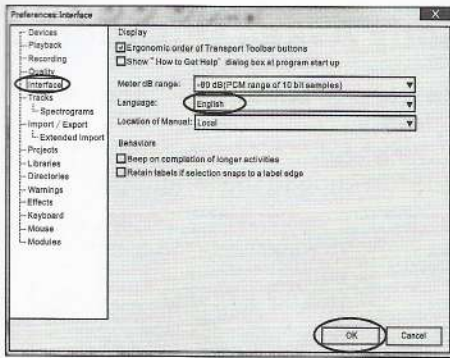 Preferences: Interface
X
Devices
Playback
Recording
Quality
Interface
Tracks
Spectrograms
Import / Export
Extended Import
Projects
Libraries
Directories
Warnings
Effects
Keyboard
Mouse
Modules
Display
Ergonomic order of Transport Toolbar buttons
Show "How to Get Help" dialog box at program start up
Meter dB range: -60 dB(PCM range of 10 bit samples)
Language: English
Location of Manual: Local
Behaviors
Beep on completion of longer activities
Retain labels if selection snaps to a label edge
OK
Cancel